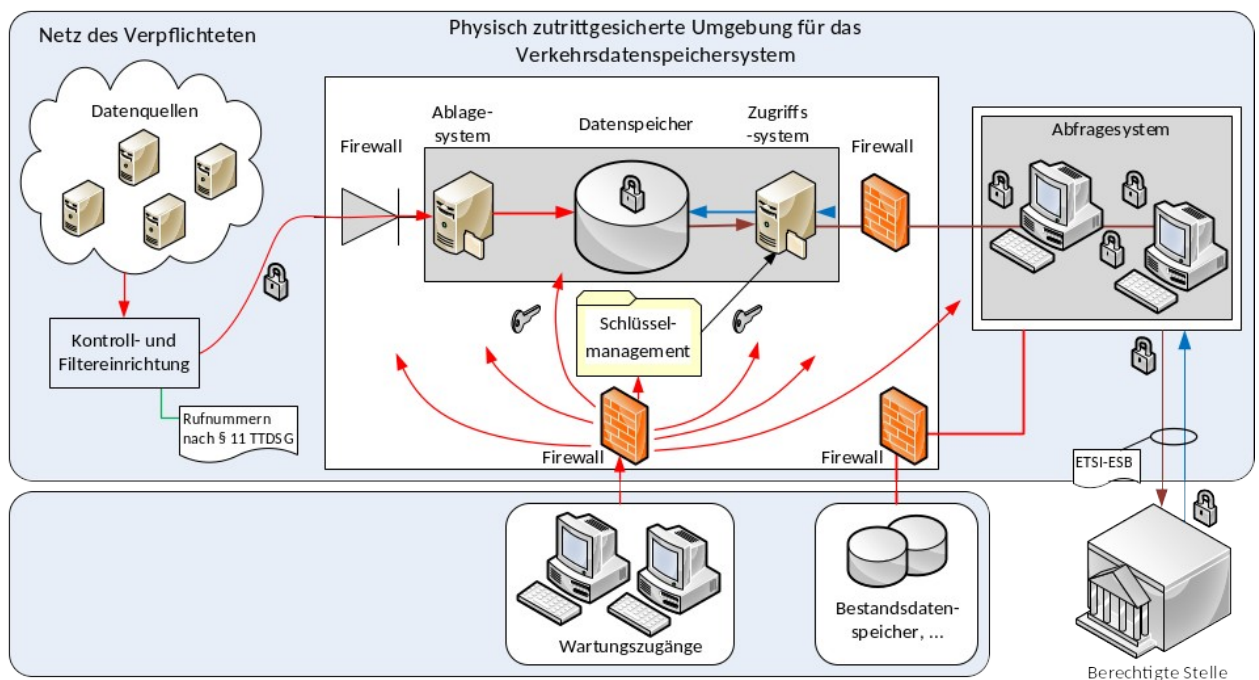 Netz des Verpflichteten
Physisch zutrittgesicherte Umgebung für das
Verkehrsdatenspeichersystem
Datenquellen
Firewall
Ablage-
system
Datenspeicher
Zugriffs
-system
Firewall
Abfragesystem
Kontroll- und
Filtereinrichtung
Schlüssel-
management
Rufnummern
nach § 11 TTDSG
Firewall
Firewall
ETSI-ESB
Wartungszugänge
Bestandsdaten-
speicher, ...
Berechtigte Stelle